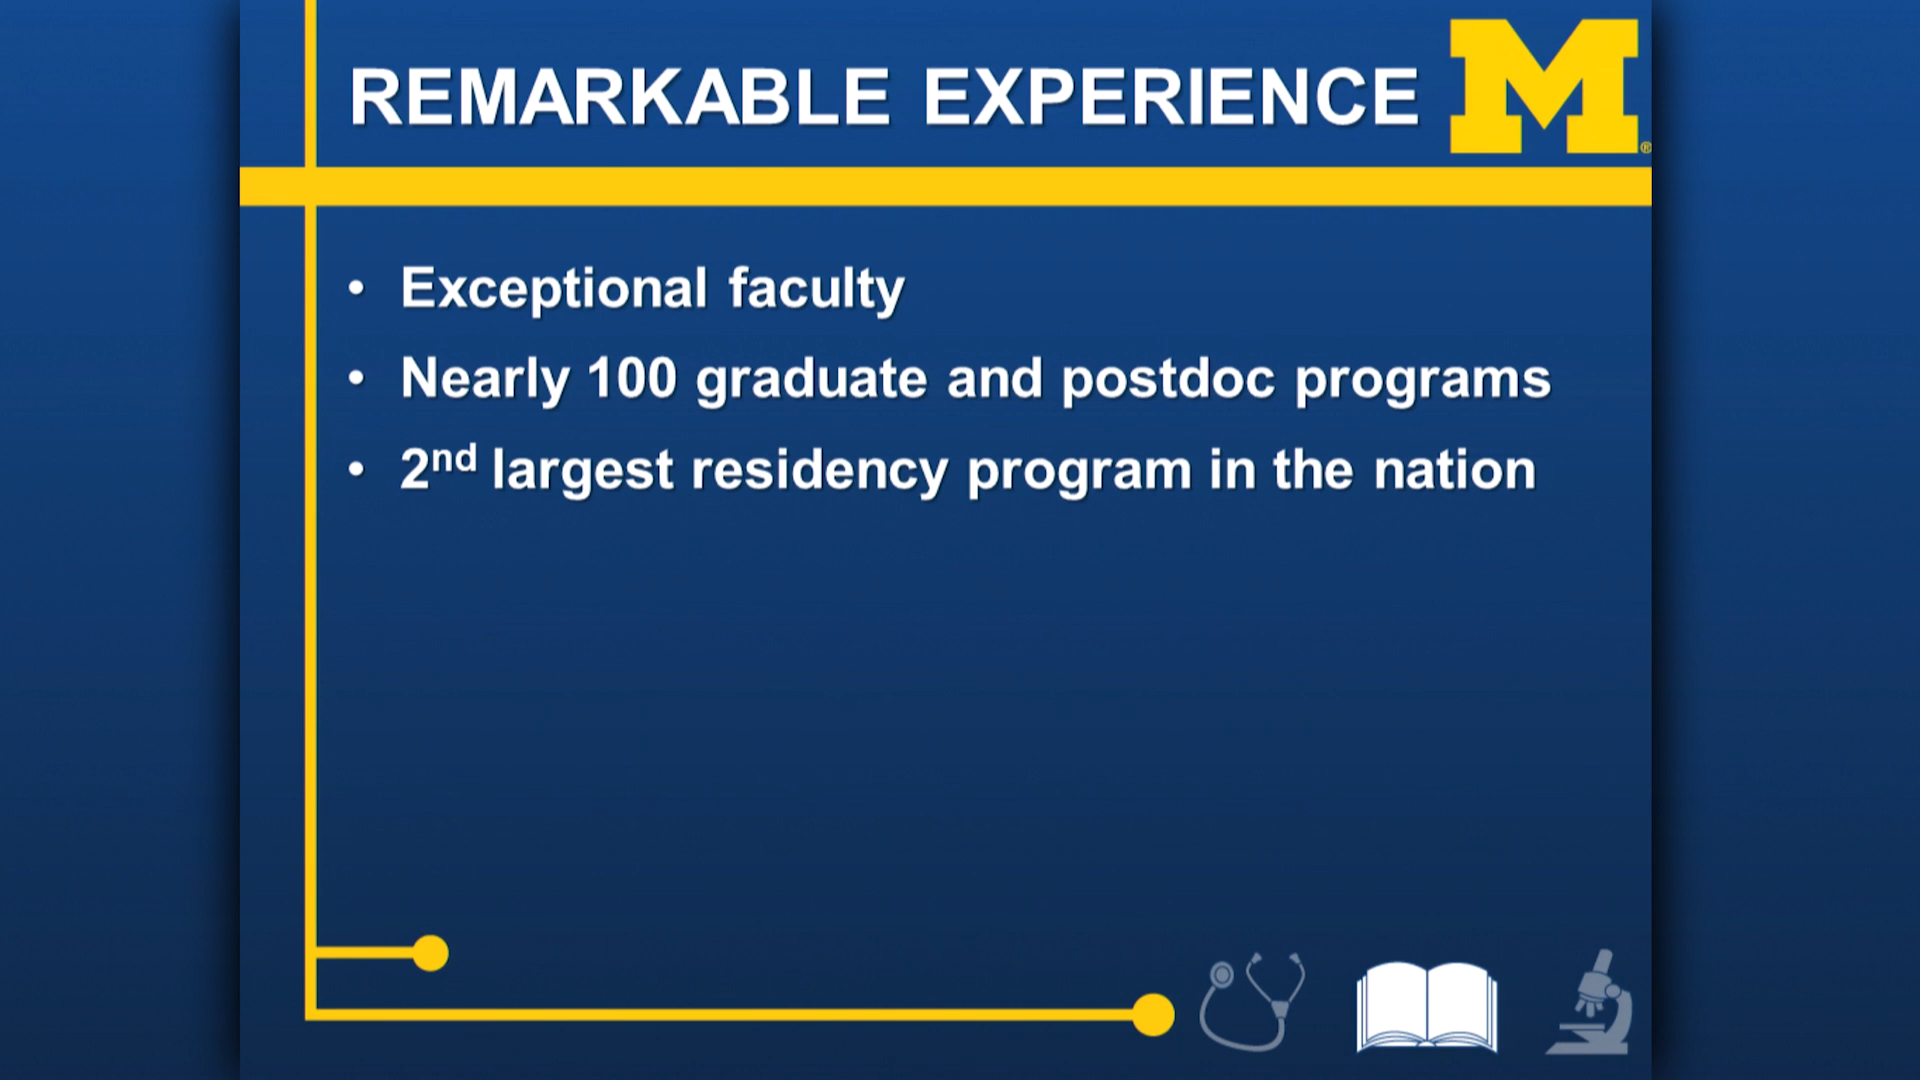 REMARKABLE EXPERIENCE M®
• Exceptional faculty
• Nearly 100 graduate and postdoc programs
• 2nd largest residency program in the nation